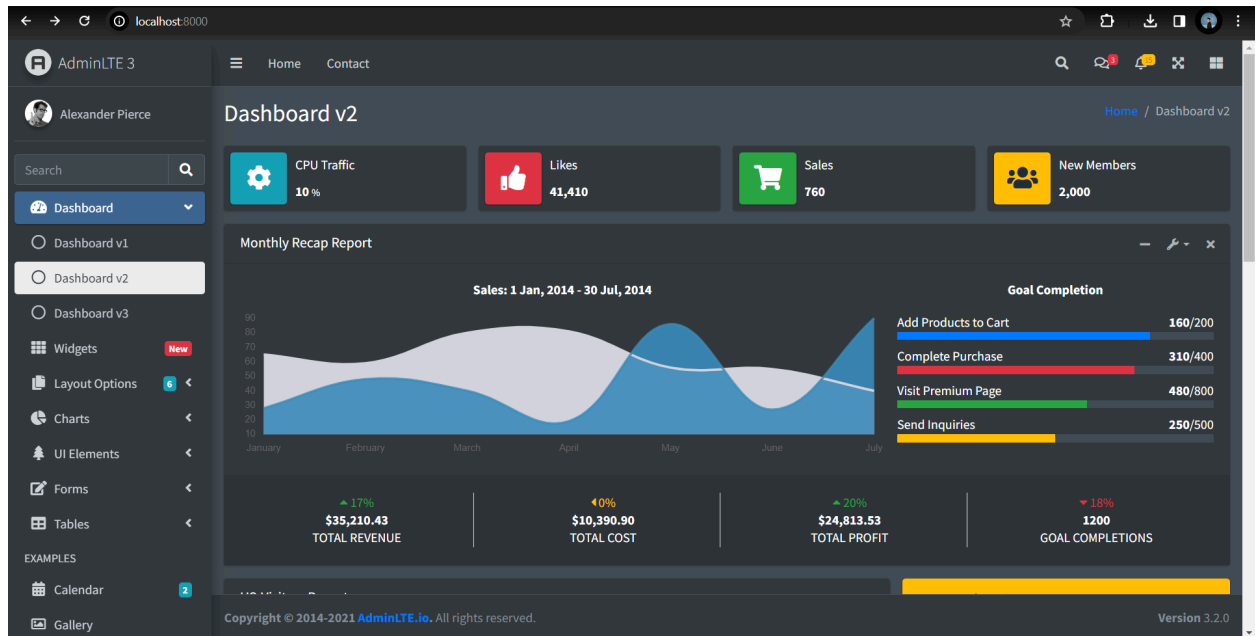 localhost:8000
AdminLTE 3
Home Contact
3
Alexander Pierce
Dashboard v2
Home / Dashboard v2
Search
CPU Traffic
10 %
Likes
41,410
Sales
760
New Members
2,000
Dashboard
Dashboard v1
Dashboard v2
Dashboard v3
Widgets New
Layout Options 6
Charts
UI Elements
Forms
Tables
EXAMPLES
Calendar 2
Gallery
Monthly Recap Report
Sales: 1 Jan, 2014 - 30 Jul, 2014
90
80
70
60
50
40
30
20
10
January February March April May June July
Goal Completion
Add Products to Cart 160/200
Complete Purchase 310/400
Visit Premium Page 480/800
Send Inquiries 250/500
17%
$35,210.43
TOTAL REVENUE
0%
$10,390.90
TOTAL COST
20%
$24,813.53
TOTAL PROFIT
18%
1200
GOAL COMPLETIONS
Copyright © 2014-2021 AdminLTE.io. All rights reserved.
Version 3.2.0